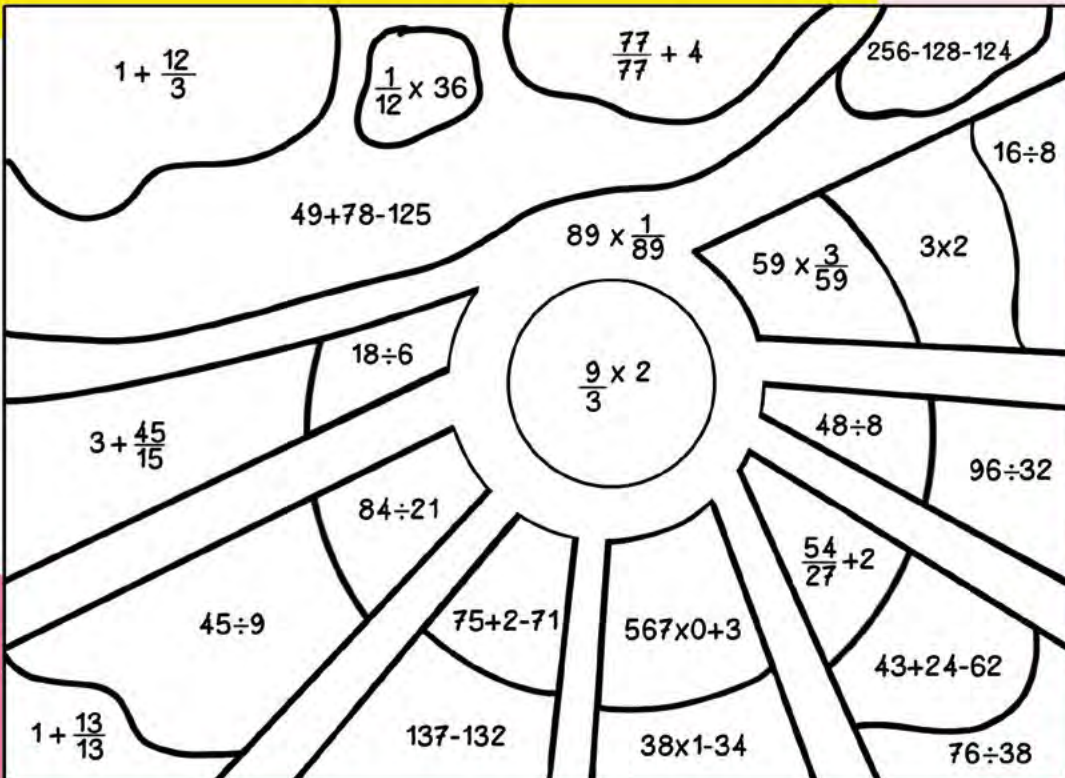 1 + 12/3
1/12 x 36
77/77 + 4
256-128-124
16÷8
49+78-125
89 x 1/89
59 x 3/59
3x2
18÷6
9/3 x 2
3 + 45/15
48÷8
96÷32
84÷21
54/27 +2
45÷9
75+2-71
567x0+3
43+24-62
1 + 13/13
137-132
38x1-34
76÷38